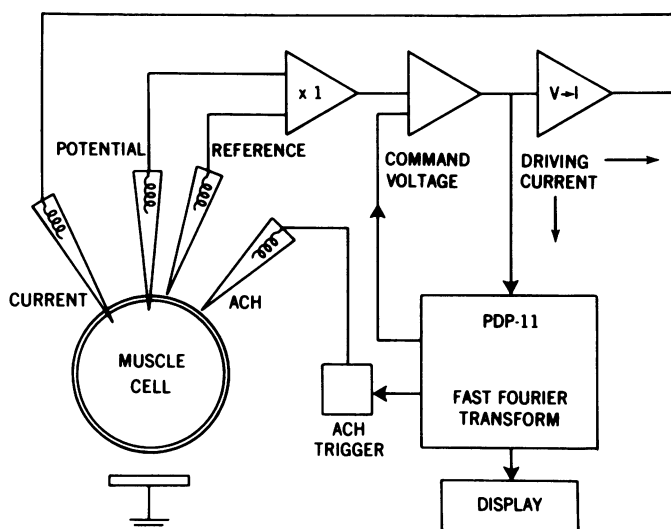 x 1
V→I
POTENTIAL
REFERENCE
COMMAND
VOLTAGE
DRIVING
CURRENT
CURRENT
ACH
PDP-11
MUSCLE
CELL
FAST FOURIER
TRANSFORM
ACH
TRIGGER
DISPLAY